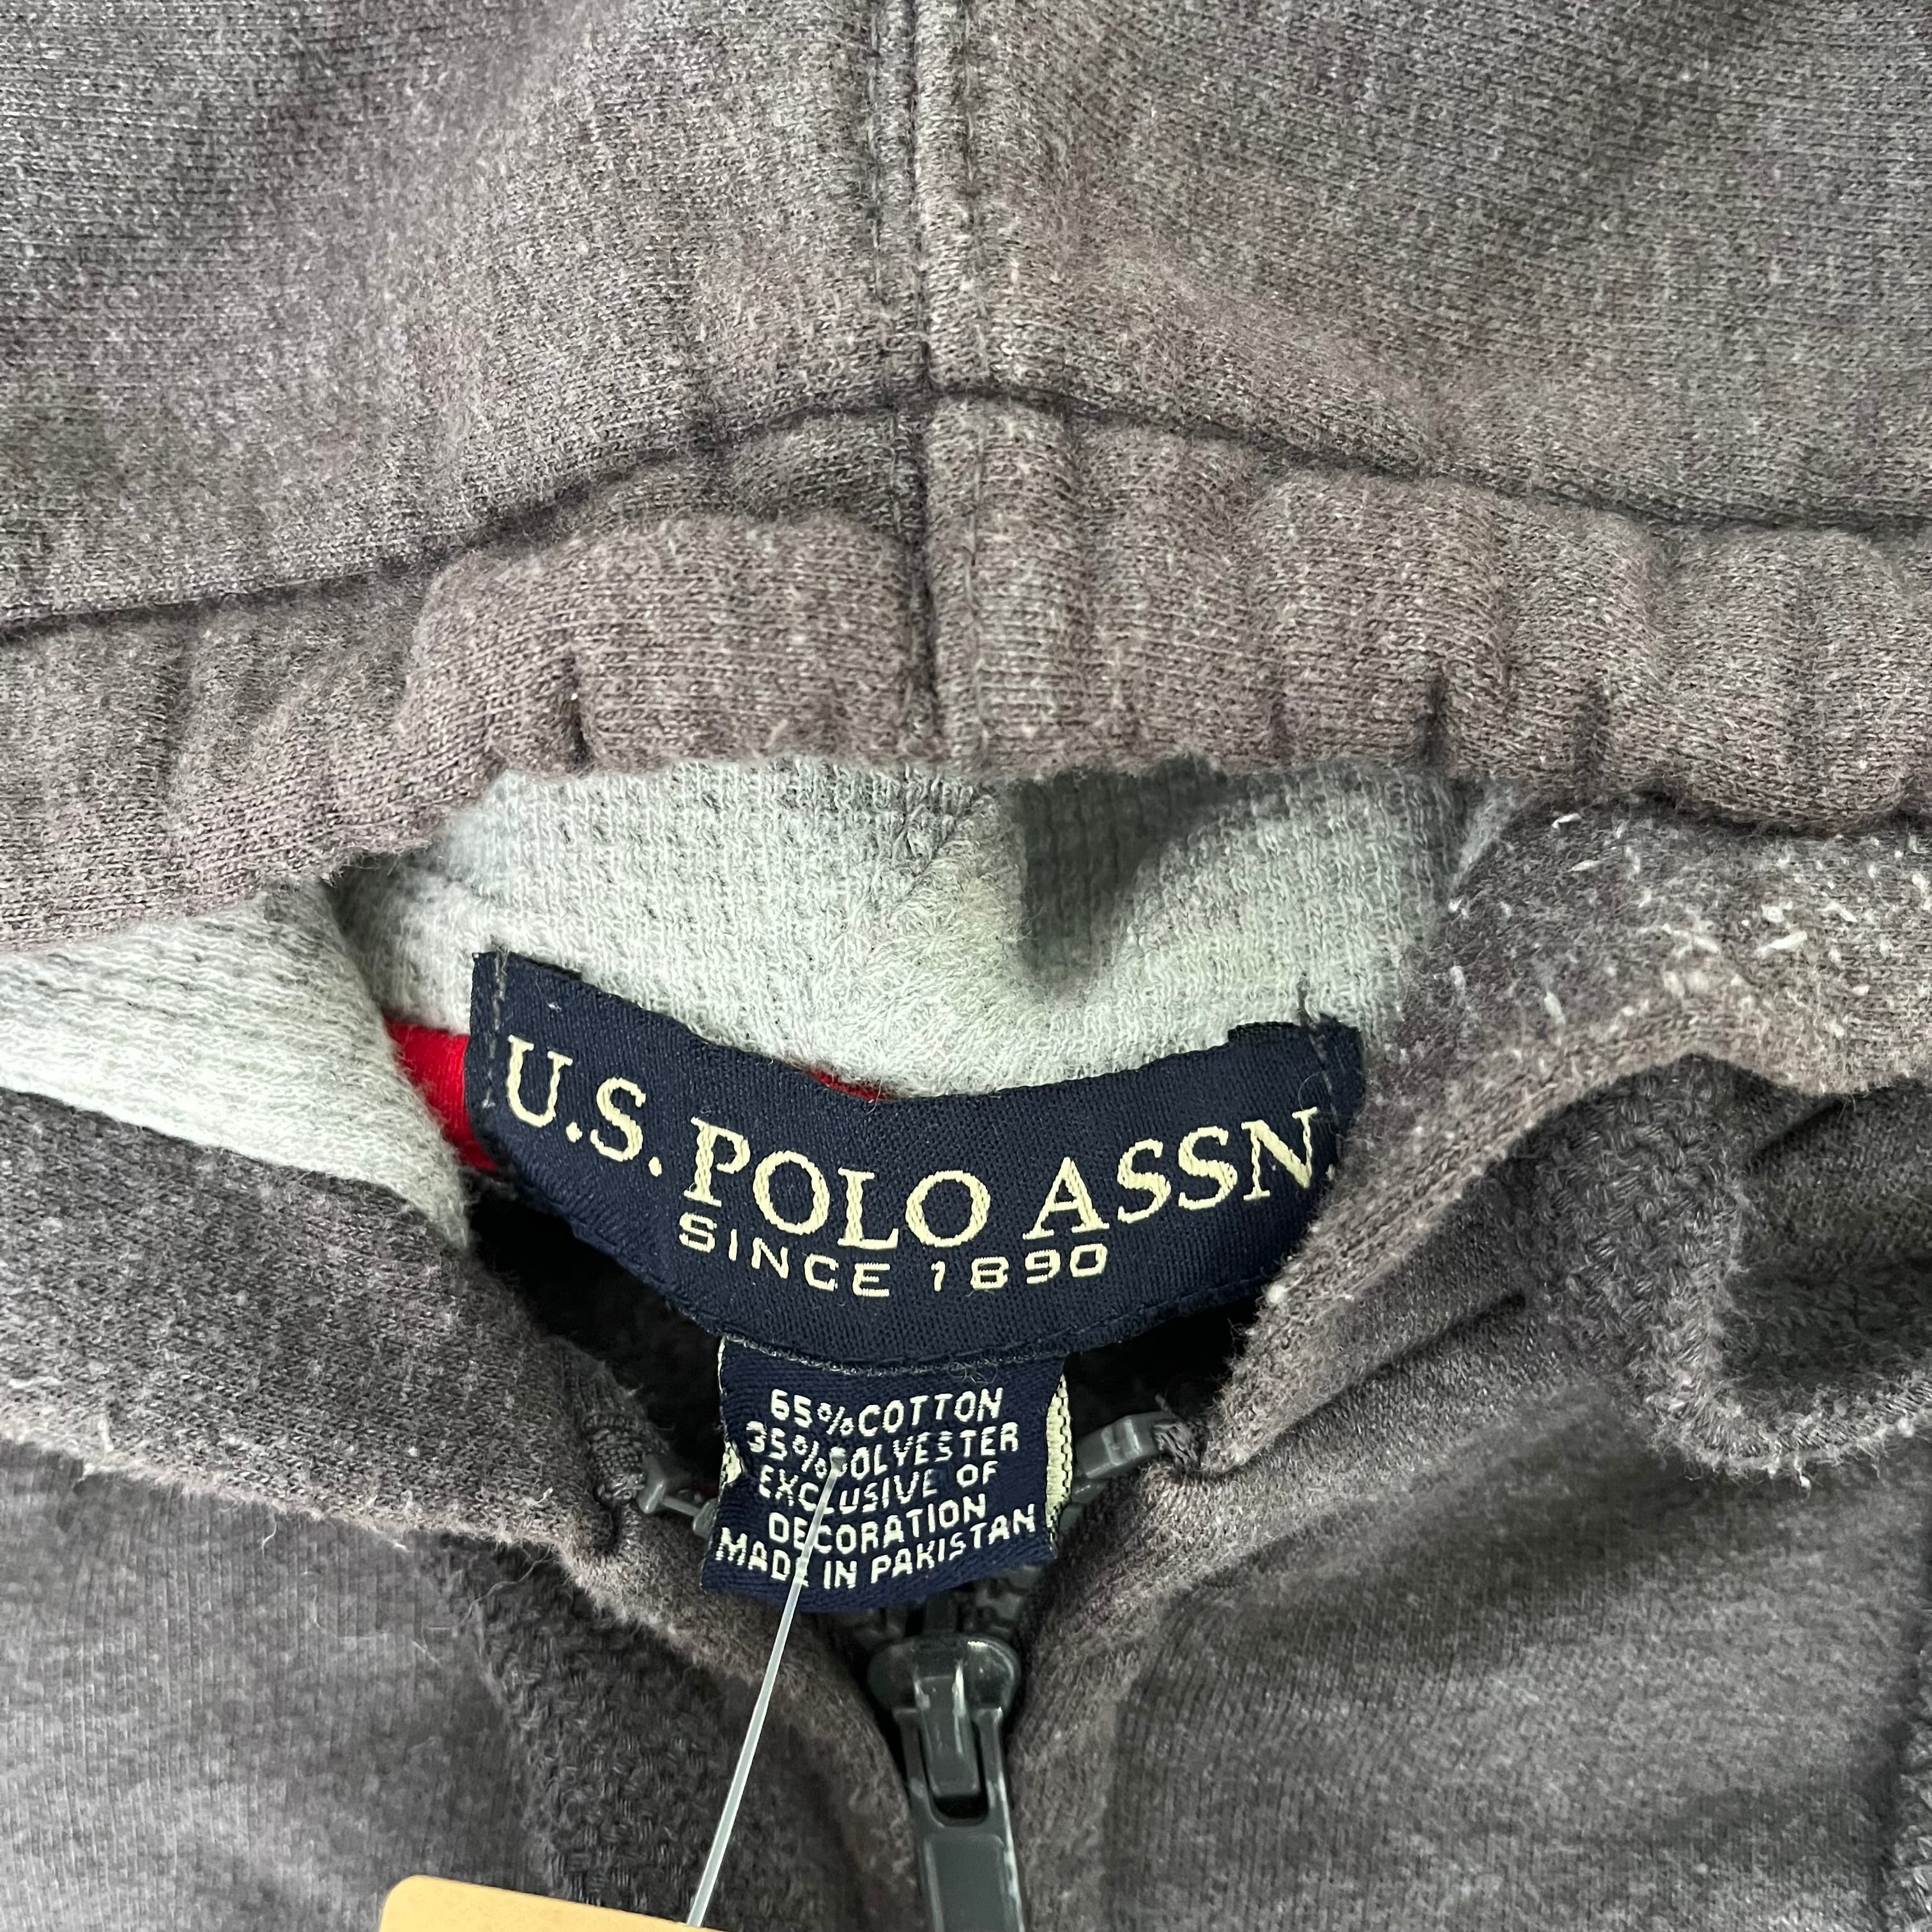 U.S. POLO ASSN.
SINCE 1890
65%COTTON
35%POLYESTER
EXCLUSIVE OF
DECORATION
MADE IN PAKISTAN